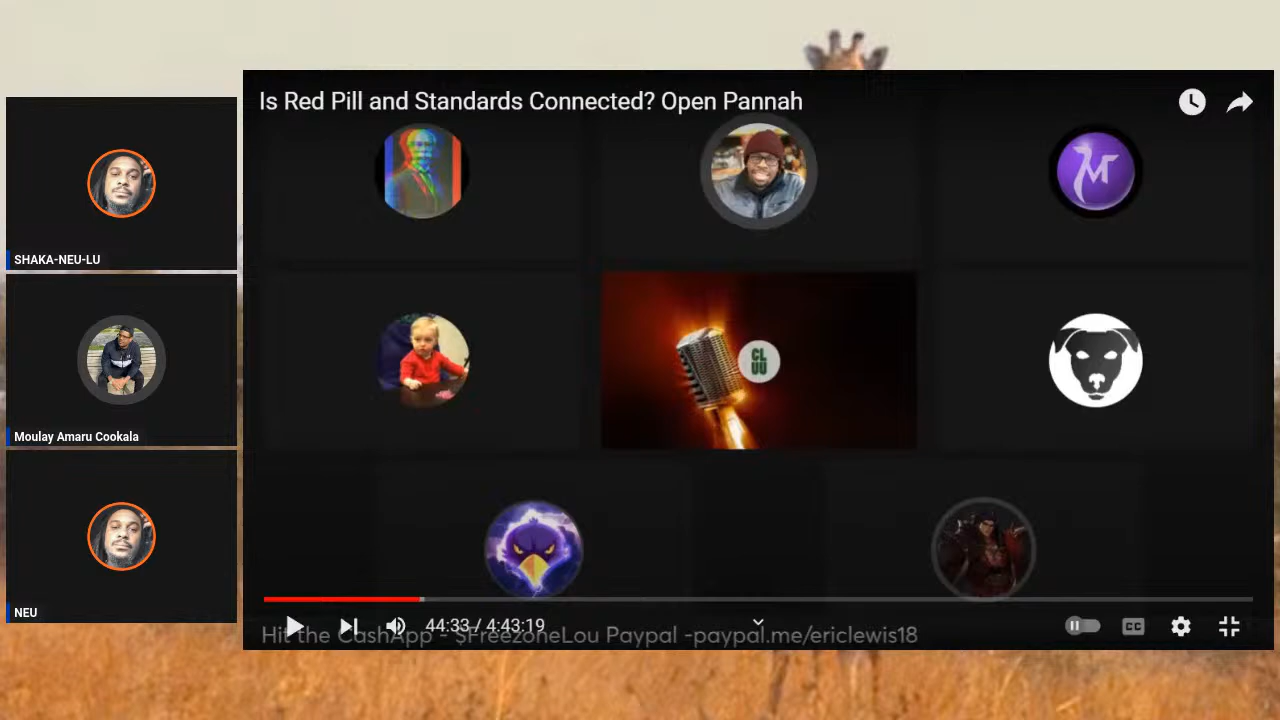 Is Red Pill and Standards Connected? Open Pannah
SHAKA-NEU-LU
M
CL
UU
Moulay Amaru Cookala
NEU
44:33 / 4:43:19
CC
Hit the CashApp - $FreezoneLou Paypal -paypal.me/ericlewis18